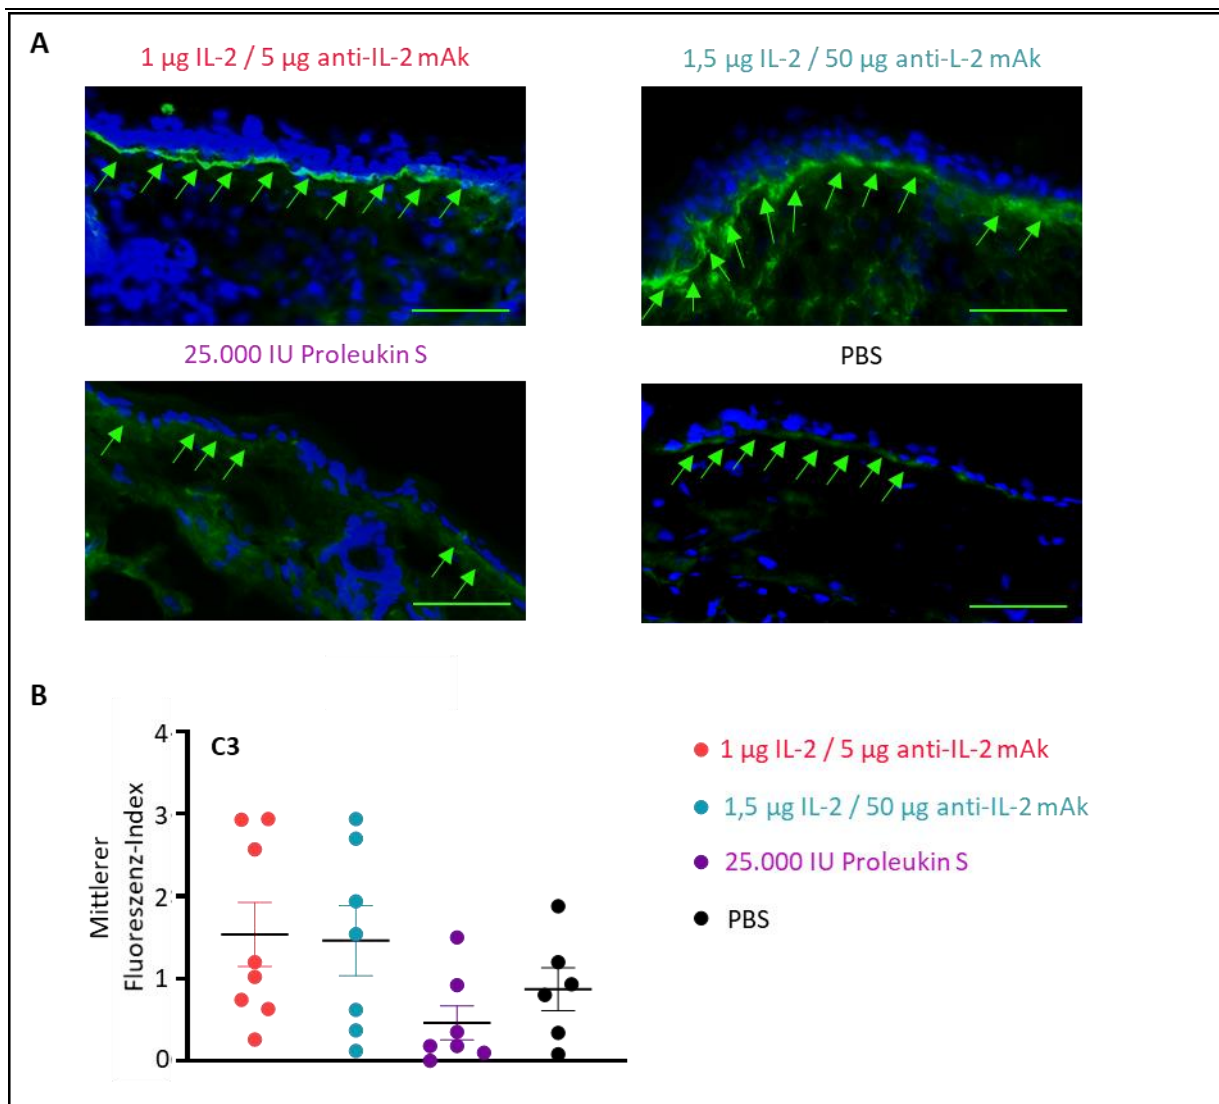 A
1 µg IL-2 / 5 µg anti-IL-2 mAk
1,5 µg IL-2 / 50 µg anti-L-2 mAk
25.000 IU Proleukin S
PBS
B
Mittlerer
Fluoreszenz-Index
4
3
2
1
0
C3
1 µg IL-2 / 5 µg anti-IL-2 mAk
1,5 µg IL-2 / 50 µg anti-IL-2 mAk
25.000 IU Proleukin S
PBS